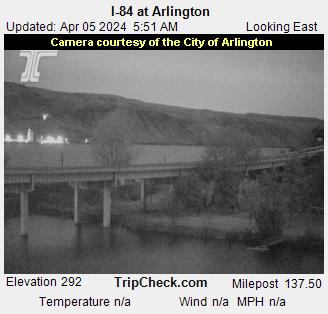 I-84 at Arlington
Updated: Apr 05 2024 5:51 AM Looking East
Camera courtesy of the City of Arlington
Elevation 292 TripCheck.com Milepost 137.50
Temperature n/a Wind n/a MPH n/a